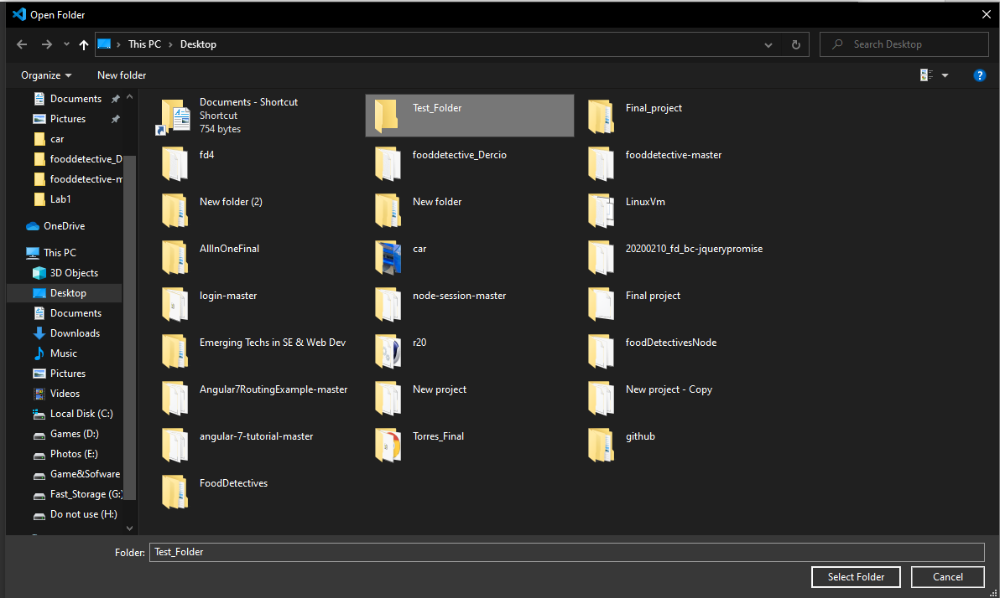 Open Folder
This PC > Desktop
Search Desktop
Organize
New folder
Documents
Pictures
car
fooddetective_D
fooddetective-m
Lab1
OneDrive
This PC
3D Objects
Desktop
Documents
Downloads
Music
Pictures
Videos
Local Disk (C:)
Games (D:)
Photos (E:)
Game&Sofware
Fast_Storage (G:)
Do not use (H:)
Documents - Shortcut
Shortcut
754 bytes
Test_Folder
Final_project
fd4
fooddetective_Dercio
fooddetective-master
New folder (2)
New folder
LinuxVm
AllInOneFinal
car
20200210_fd_bc-jquerypromise
login-master
node-session-master
Final project
Emerging Techs in SE & Web Dev
r20
foodDetectivesNode
Angular7RoutingExample-master
New project
New project - Copy
angular-7-tutorial-master
Torres_Final
github
FoodDetectives
Folder: Test_Folder
Select Folder
Cancel